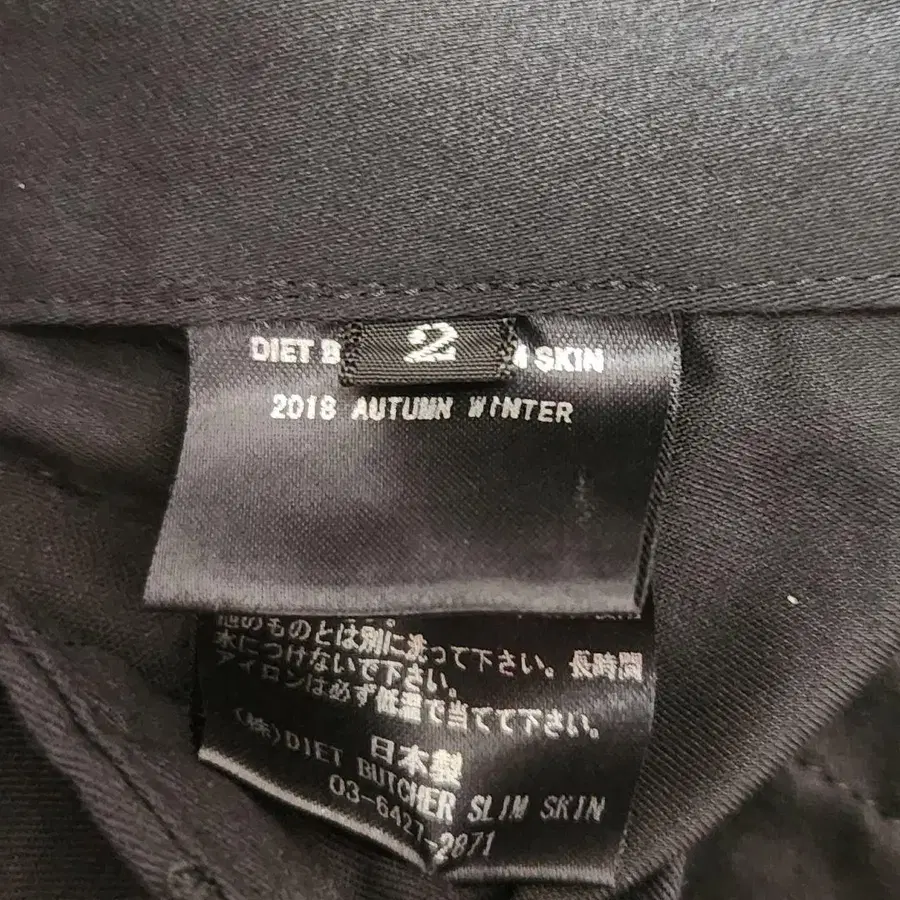 2
DIET B M SKIN
2018 AUTUMN WINTER
他のものとは別に洗って下さい。長時間
水につけないで下さい。
アイロンは必ず低温で当てて下さい。
日本製
(株)DIET BUTCHER SLIM SKIN
03-6427-2871